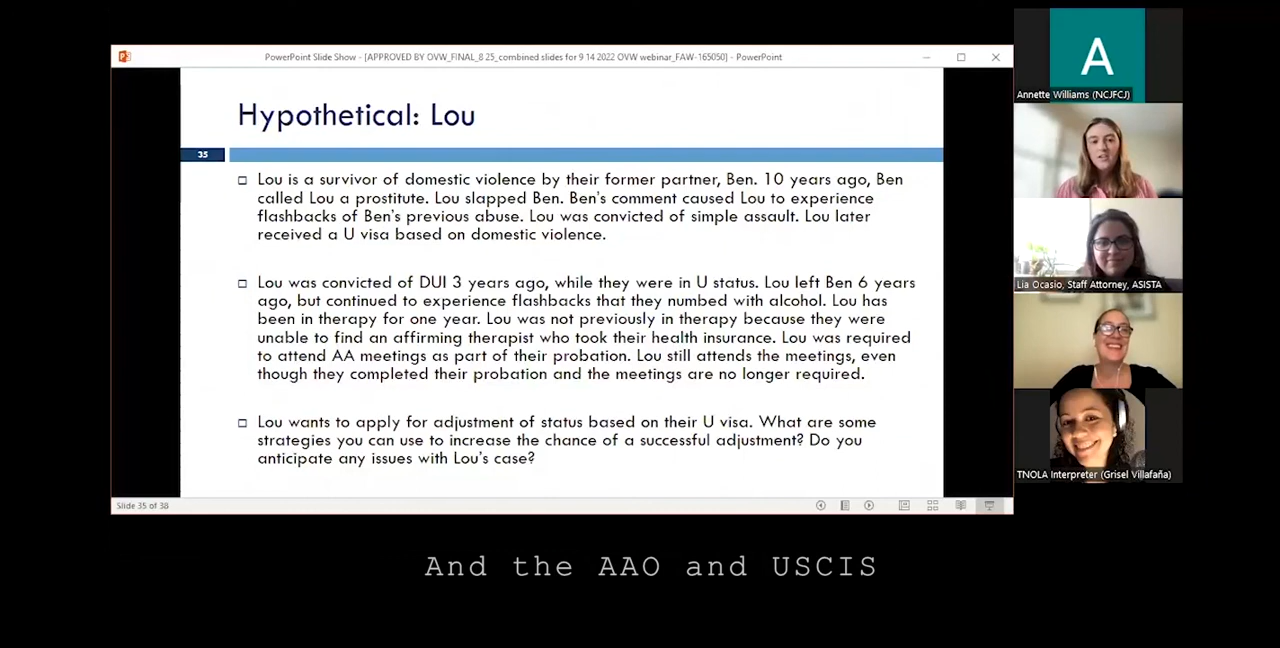 PowerPoint Slide Show - [APPROVED BY OVW_FINAL_8 25_combined slides for 9 14 2022 OVW webinar_FAW-165050] - PowerPoint
Hypothetical: Lou
35
Lou is a survivor of domestic violence by their former partner, Ben. 10 years ago, Ben
called Lou a prostitute. Lou slapped Ben. Ben's comment caused Lou to experience
flashbacks of Ben's previous abuse. Lou was convicted of simple assault. Lou later
received a U visa based on domestic violence.
Lou was convicted of DUI 3 years ago, while they were in U status. Lou left Ben 6 years
ago, but continued to experience flashbacks that they numbed with alcohol. Lou has
been in therapy for one year. Lou was not previously in therapy because they were
unable to find an affirming therapist who took their health insurance. Lou was required
to attend AA meetings as part of their probation. Lou still attends the meetings, even
though they completed their probation and the meetings are no longer required.
Lou wants to apply for adjustment of status based on their U visa. What are some
strategies you can use to increase the chance of a successful adjustment? Do you
anticipate any issues with Lou's case?
Slide 35 of 38
A
Annette Williams (NCJFCJ)
Lia Ocasio, Staff Attorney, ASISTA
TNOLA Interpreter (Grisel Villafaña)
And the AAO and USCIS